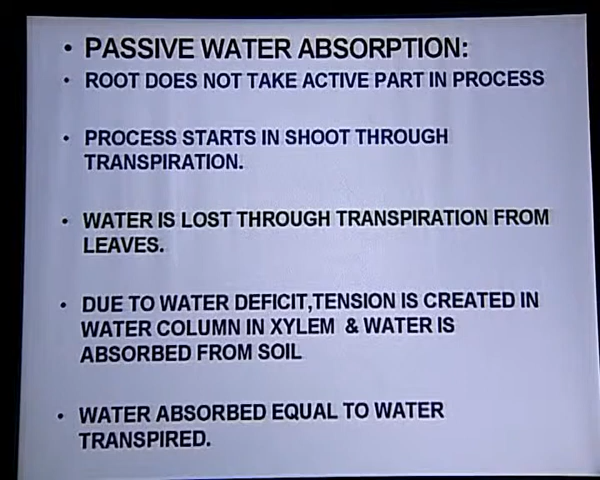 • PASSIVE WATER ABSORPTION:
• ROOT DOES NOT TAKE ACTIVE PART IN PROCESS
• PROCESS STARTS IN SHOOT THROUGH
TRANSPIRATION.
• WATER IS LOST THROUGH TRANSPIRATION FROM
LEAVES.
• DUE TO WATER DEFICIT,TENSION IS CREATED IN
WATER COLUMN IN XYLEM & WATER IS
ABSORBED FROM SOIL
• WATER ABSORBED EQUAL TO WATER
TRANSPIRED.